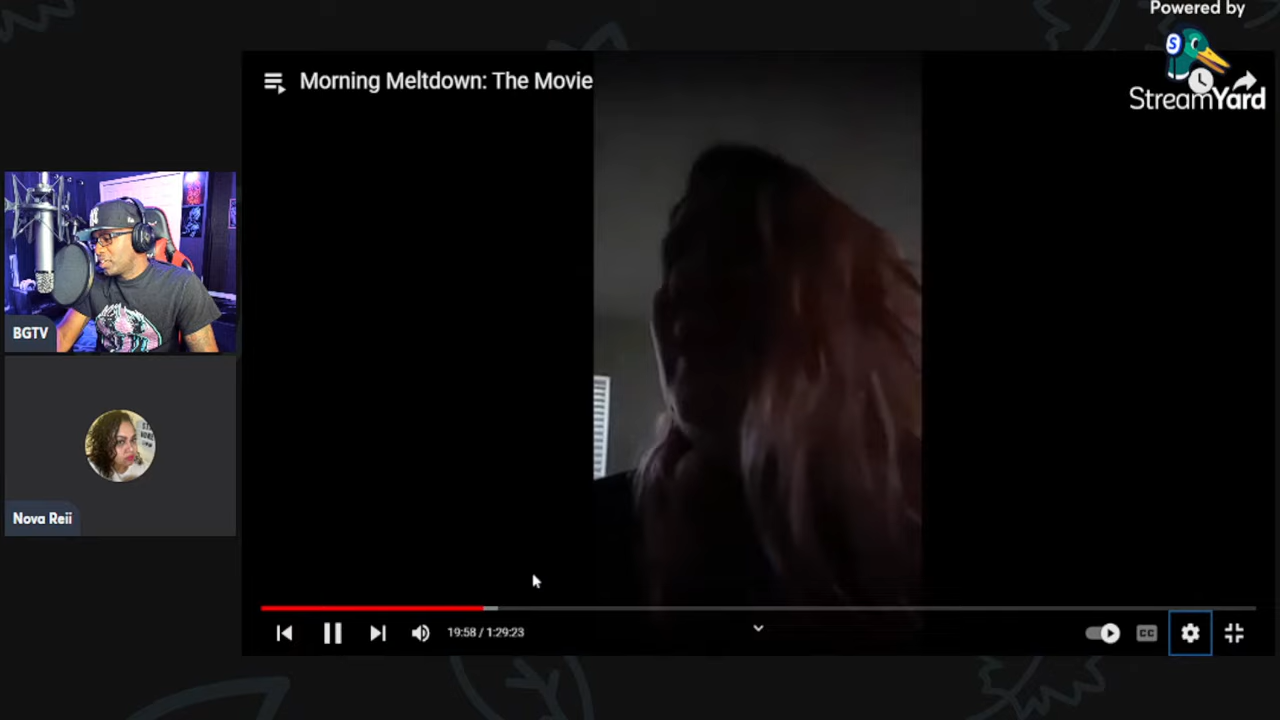 Powered by
S
StreamYard
Morning Meltdown: The Movie
BGTV
Nova Reii
19:58 / 1:29:23
CC